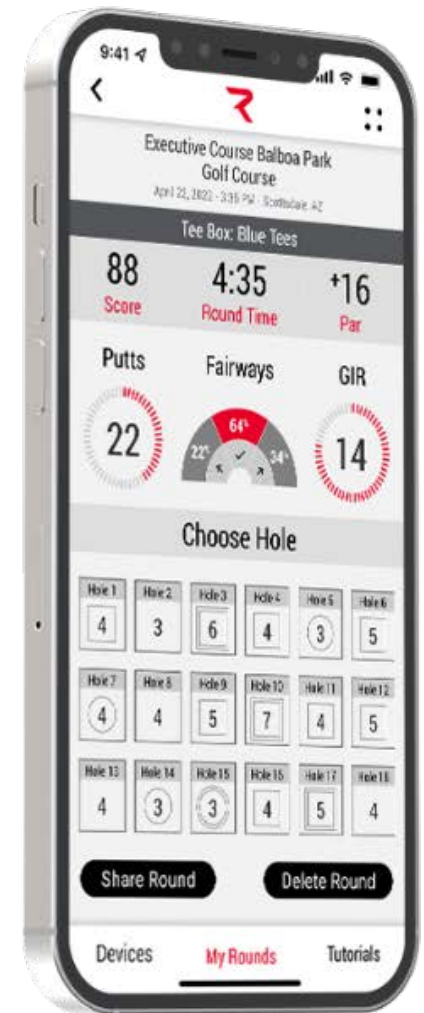 9:41
Executive Course Balboa Park
Golf Course
April 22, 2022 - 3:35 PM - Scottsdale, AZ
Tee Box: Blue Tees
88 4:35 +16
Score Round Time Par
Putts Fairways GIR
22 22% 64% 34% 14
Choose Hole
Hole 1 Hole 2 Hole 3 Hole 4 Hole 5 Hole 6
4 3 6 4 3 5
Hole 7 Hole 8 Hole 9 Hole 10 Hole 11 Hole 12
4 4 5 7 4 5
Hole 13 Hole 14 Hole 15 Hole 16 Hole 17 Hole 18
4 3 3 4 5 4
Share Round Delete Round
Devices My Rounds Tutorials